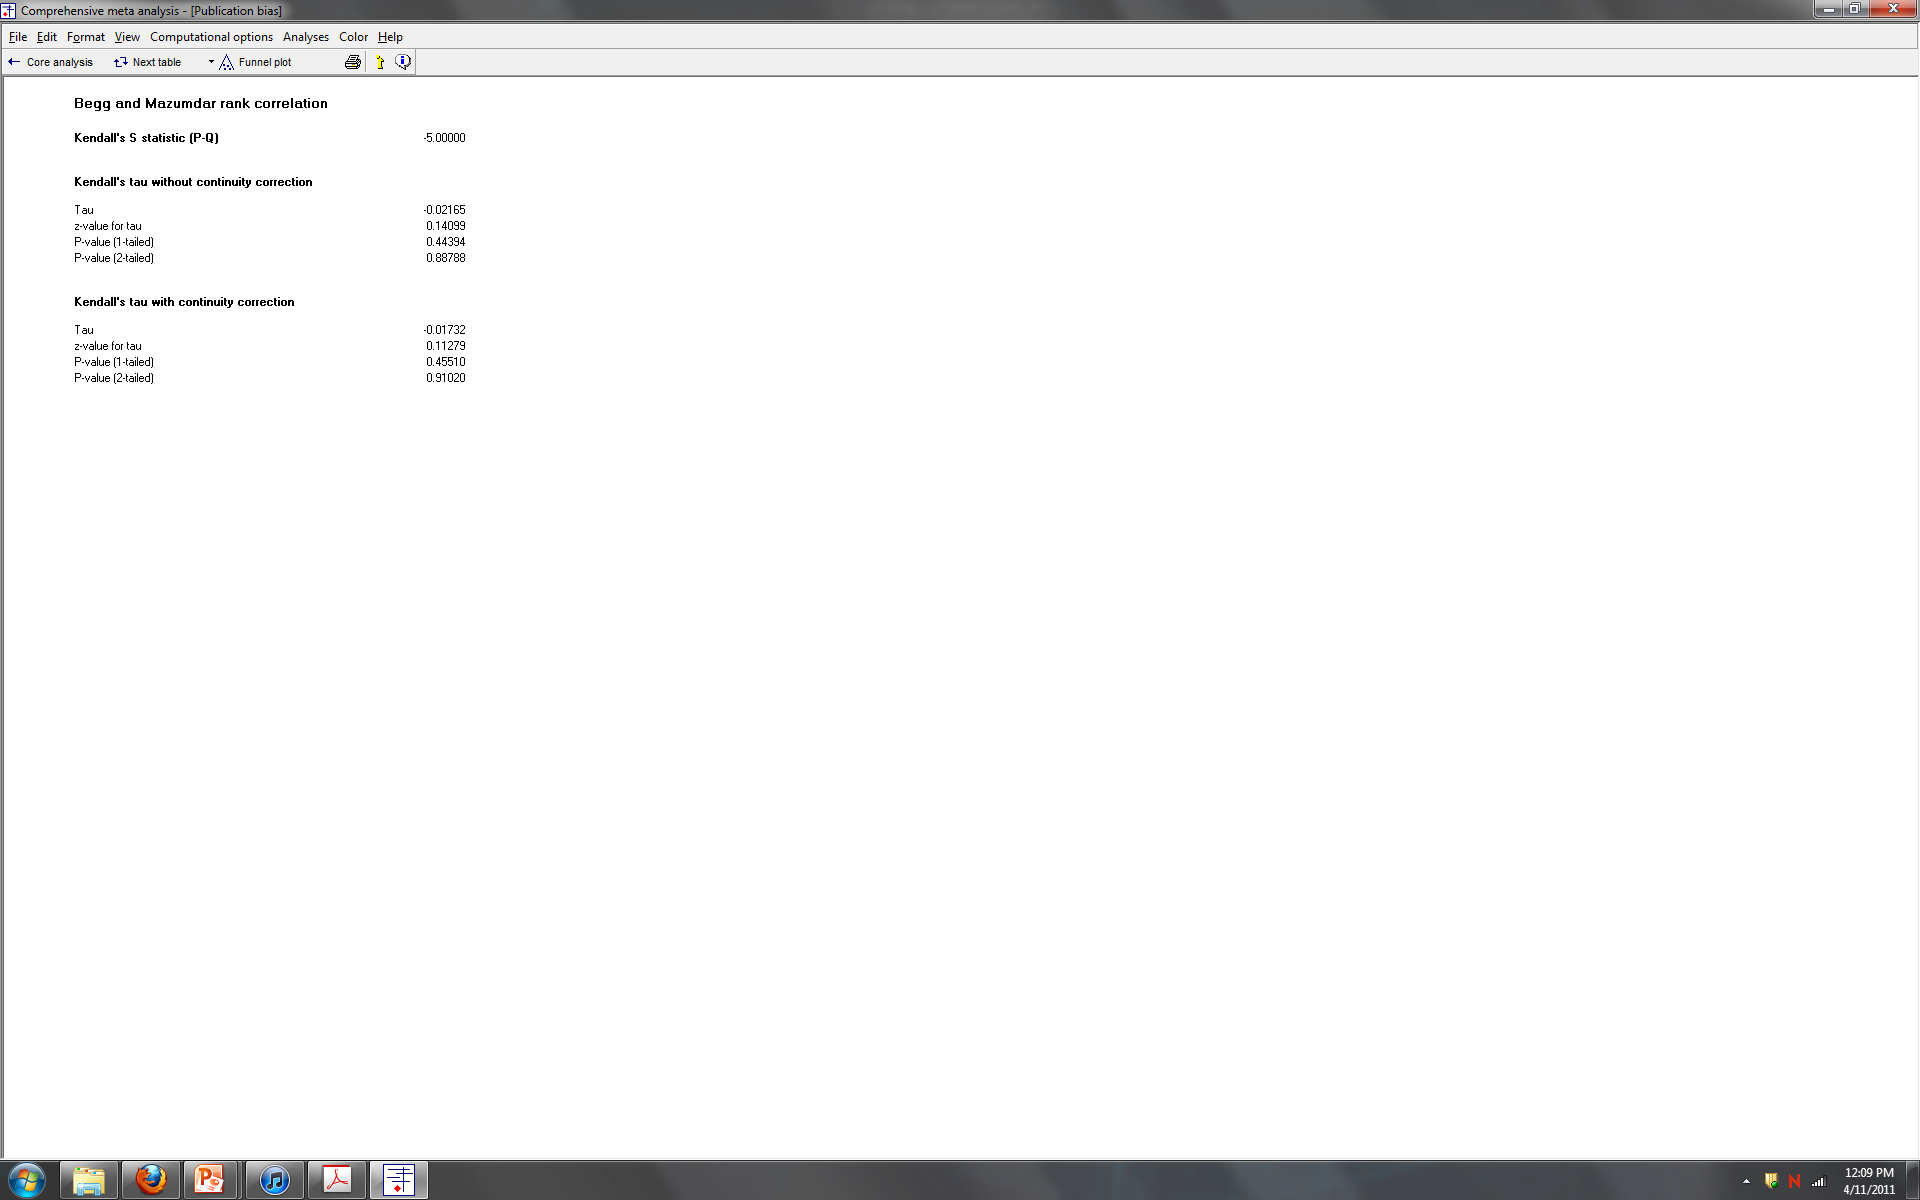 Comprehensive meta analysis - [Publication bias]
File Edit Format View Computational options Analyses Color Help
Core analysis Next table Funnel plot
Begg and Mazumdar rank correlation
Kendall's S statistic (P-Q) -5.00000
Kendall's tau without continuity correction
Tau -0.02165
z-value for tau 0.14099
P-value (1-tailed) 0.44394
P-value (2-tailed) 0.88788
Kendall's tau with continuity correction
Tau -0.01732
z-value for tau 0.11279
P-value (1-tailed) 0.45510
P-value (2-tailed) 0.91020
12:09 PM
4/11/2011